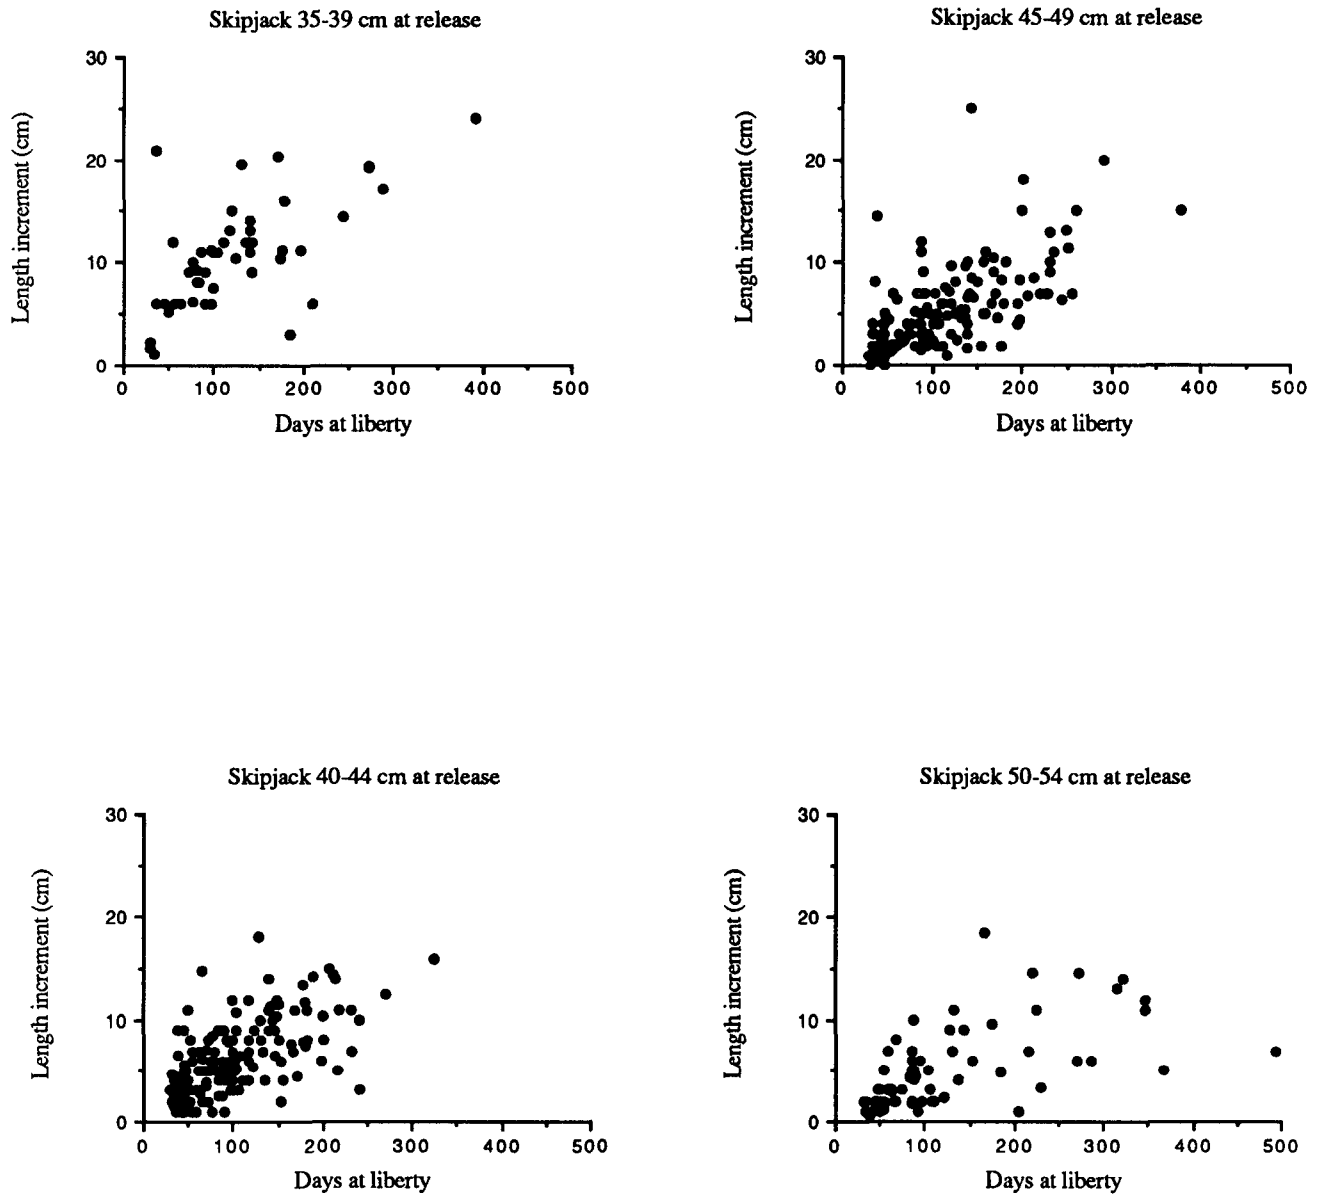 Skipjack 35-39 cm at release
30
20
10
0
Length increment (cm)
0 100 200 300 400 500
Days at liberty
Skipjack 45-49 cm at release
30
20
10
0
Length increment (cm)
0 100 200 300 400 500
Days at liberty
Skipjack 40-44 cm at release
30
20
10
0
Length increment (cm)
0 100 200 300 400 500
Days at liberty
Skipjack 50-54 cm at release
30
20
10
0
Length increment (cm)
0 100 200 300 400 500
Days at liberty